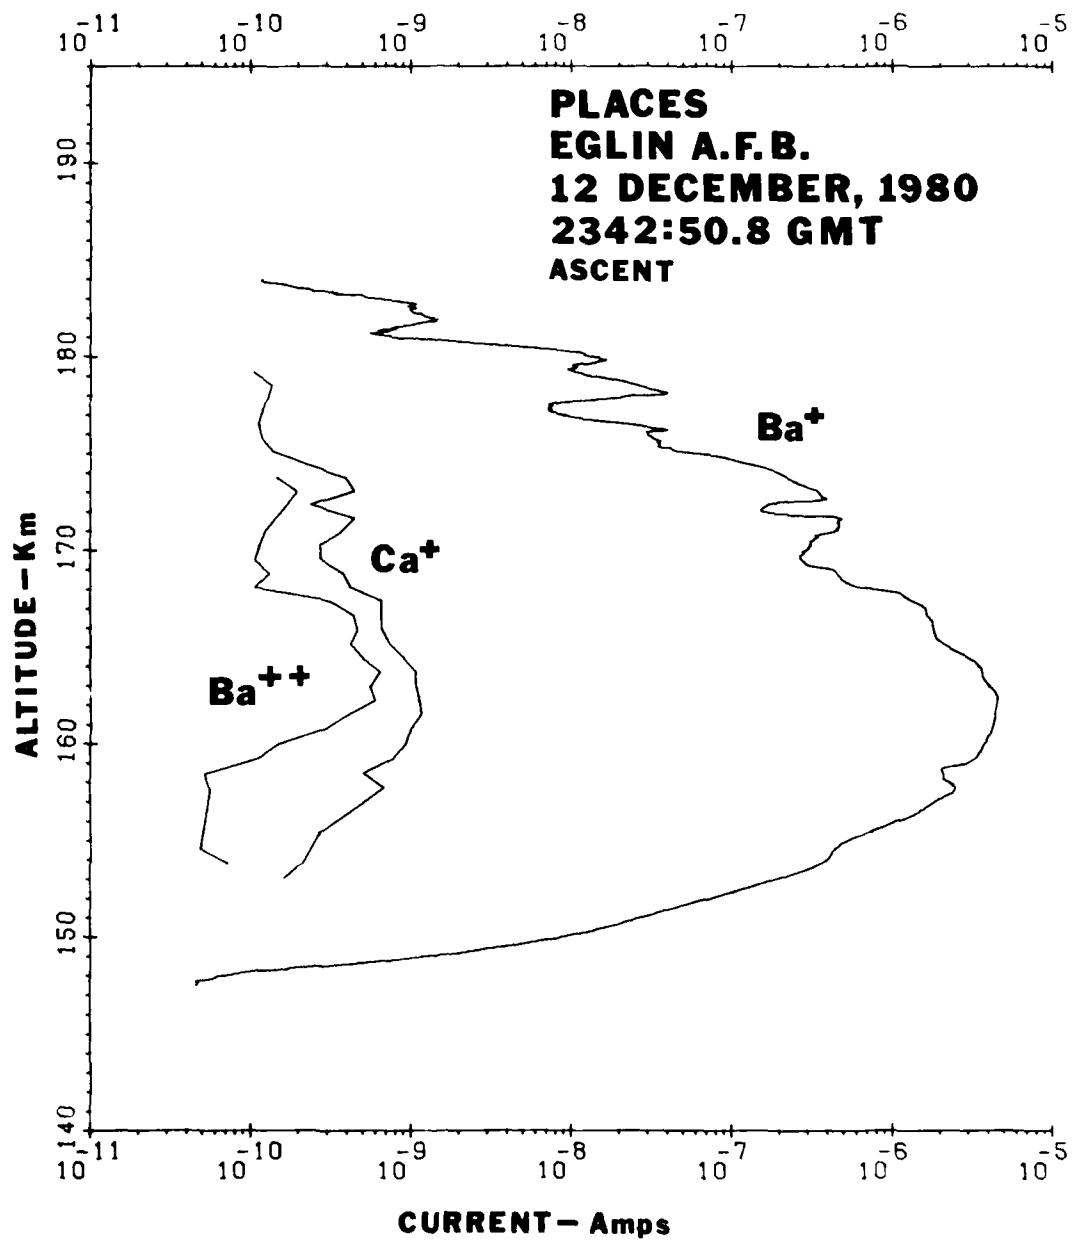 10^-11 10^-10 10^-9 10^-8 10^-7 10^-6 10^-5
PLACES
EGLIN A.F.B.
12 DECEMBER, 1980
2342:50.8 GMT
ASCENT
190
180
170
160
150
140
ALTITUDE – Km
Ba+
Ca+
Ba++
10^-11 10^-10 10^-9 10^-8 10^-7 10^-6 10^-5
CURRENT – Amps